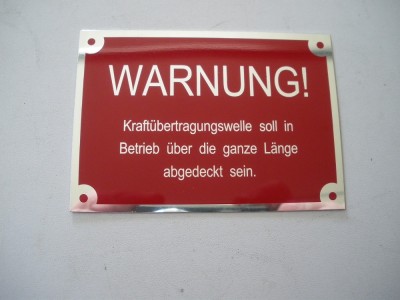 WARNUNG!
Kraftübertragungswelle soll in
Betrieb über die ganze Länge
abgedeckt sein.